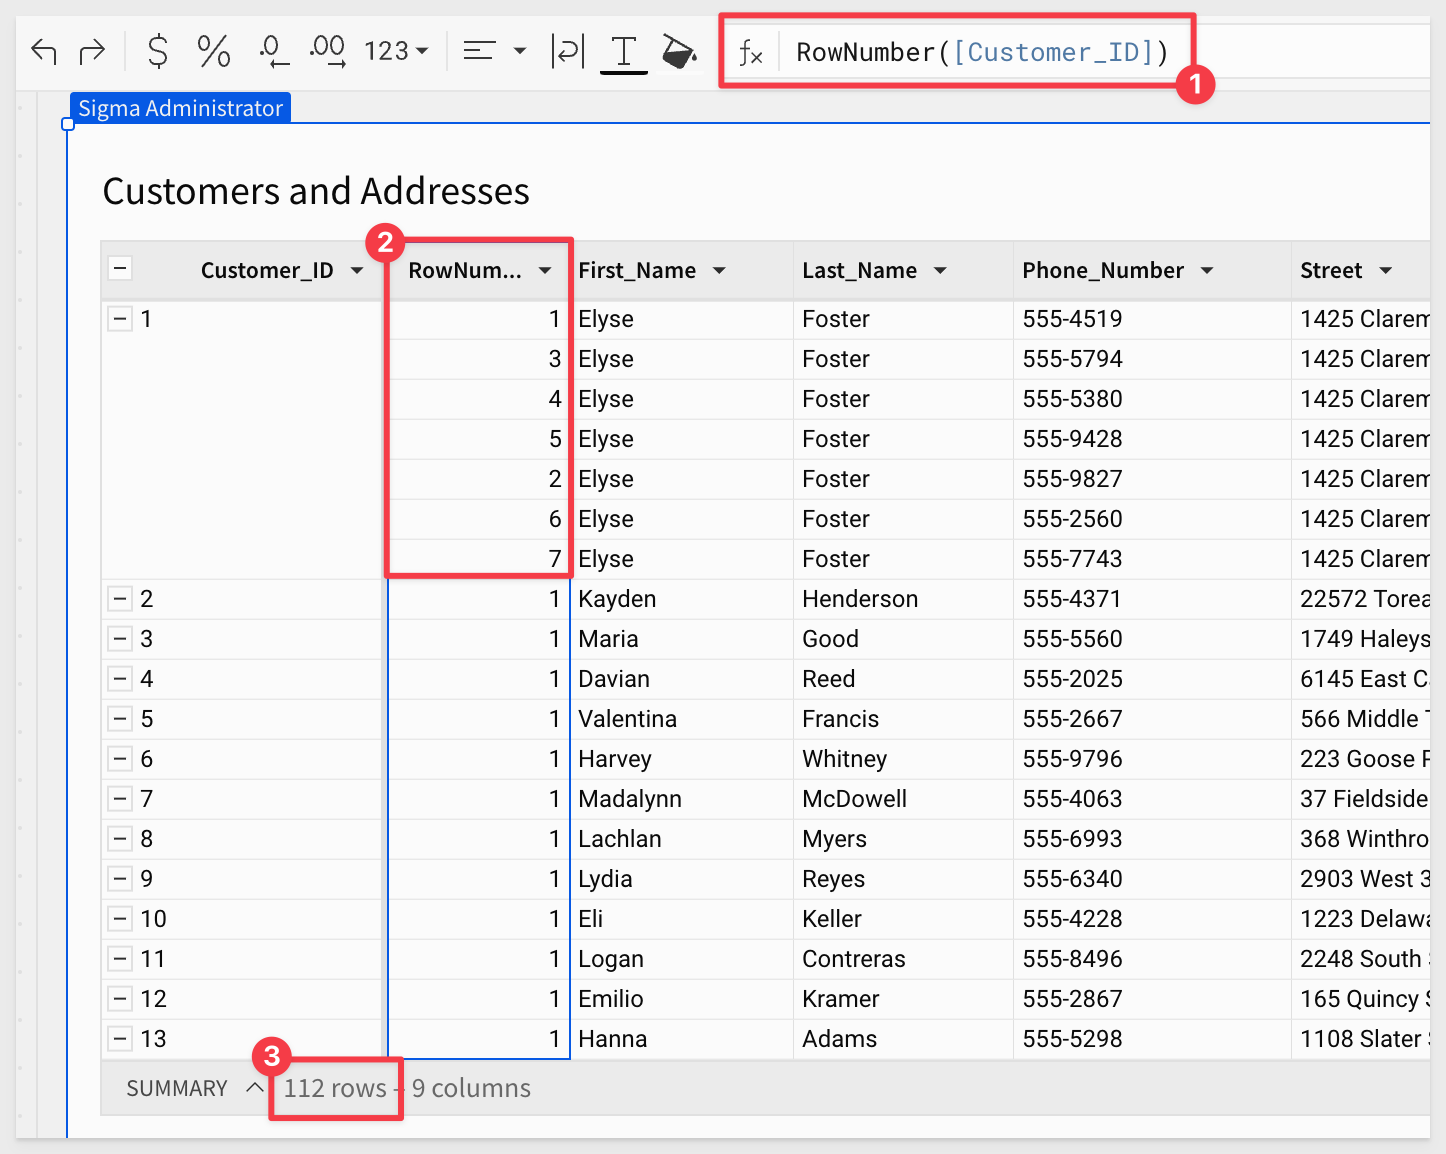 $ % .0 .00 123 T fx RowNumber([Customer_ID])
1
Sigma Administrator
Customers and Addresses
2
Customer_ID RowNum... First_Name Last_Name Phone_Number Street
1 1 Elyse Foster 555-4519 1425 Clarem
3 Elyse Foster 555-5794 1425 Clarem
4 Elyse Foster 555-5380 1425 Clarem
5 Elyse Foster 555-9428 1425 Clarem
2 Elyse Foster 555-9827 1425 Clarem
6 Elyse Foster 555-2560 1425 Clarem
7 Elyse Foster 555-7743 1425 Clarem
2 1 Kayden Henderson 555-4371 22572 Torea
3 1 Maria Good 555-5560 1749 Haleys
4 1 Davian Reed 555-2025 6145 East C
5 1 Valentina Francis 555-2667 566 Middle T
6 1 Harvey Whitney 555-9796 223 Goose P
7 1 Madalynn McDowell 555-4063 37 Fieldside
8 1 Lachlan Myers 555-6993 368 Winthro
9 1 Lydia Reyes 555-6340 2903 West 3
10 1 Eli Keller 555-4228 1223 Delawa
11 1 Logan Contreras 555-8496 2248 South
12 1 Emilio Kramer 555-2867 165 Quincy S
13 1 Hanna Adams 555-5298 1108 Slater
3
SUMMARY 112 rows - 9 columns